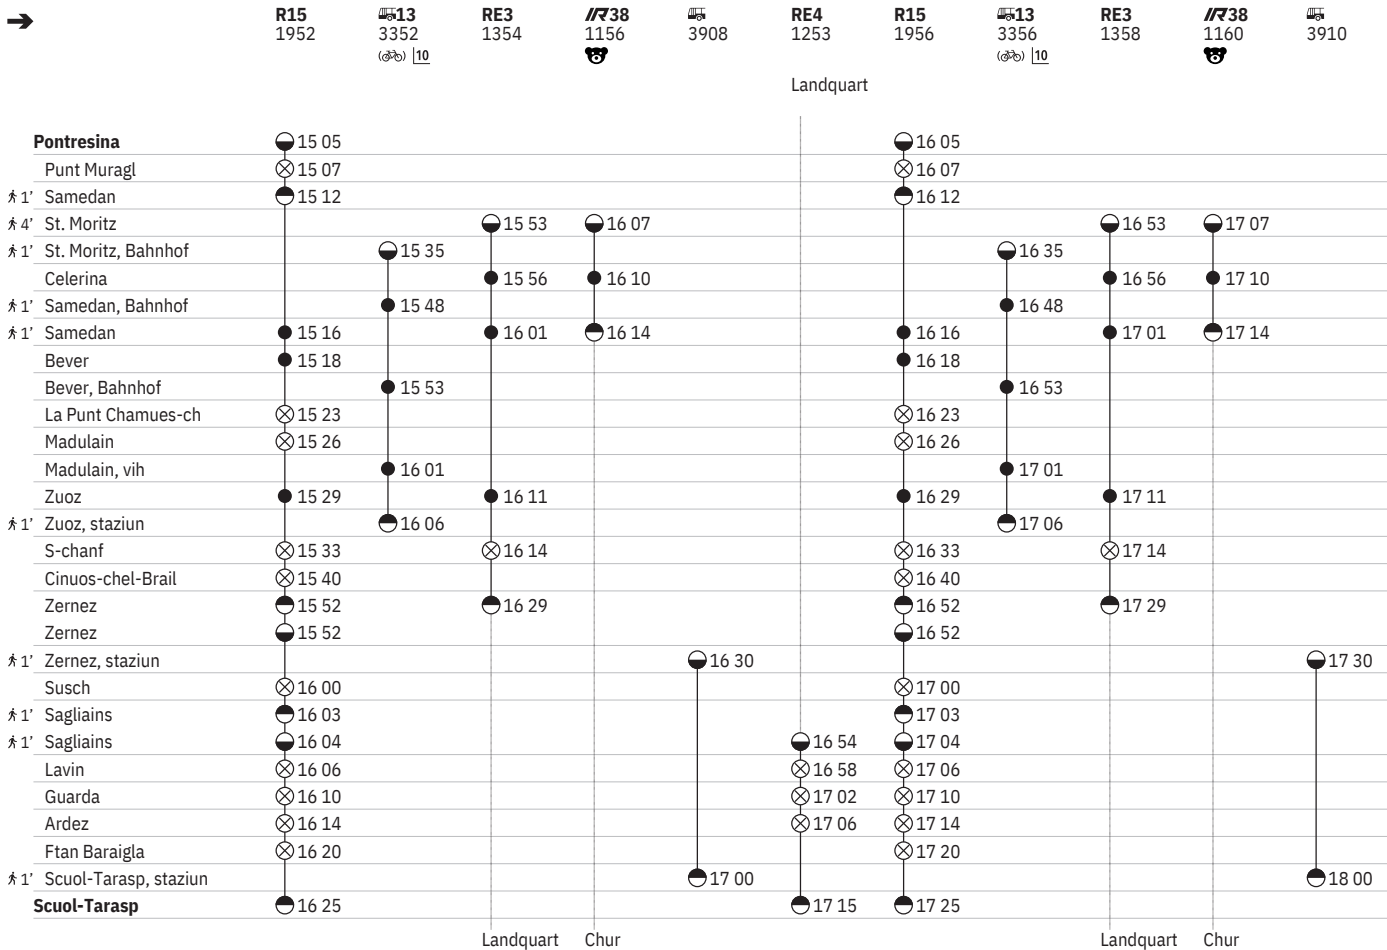 R15 13 RE3 IR38 RE4 R15 13 RE3 IR38
1952 3352 1354 1156 3908 1253 1956 3356 1358 1160 3910
10 10
Landquart
Pontresina 15 05 16 05
Punt Muragl 15 07 16 07
1’ Samedan 15 12 16 12
4’ St. Moritz 15 53 16 07 16 53 17 07
1’ St. Moritz, Bahnhof 15 35 16 35
Celerina 15 56 16 10 16 56 17 10
1’ Samedan, Bahnhof 15 48 16 48
1’ Samedan 15 16 16 01 16 14 16 16 17 01 17 14
Bever 15 18 16 18
Bever, Bahnhof 15 53 16 53
La Punt Chamues-ch 15 23 16 23
Madulain 15 26 16 26
Madulain, vih 16 01 17 01
Zuoz 15 29 16 11 16 29 17 11
1’ Zuoz, staziun 16 06 17 06
S-chanf 15 33 16 14 16 33 17 14
Cinuos-chel-Brail 15 40 16 40
Zernez 15 52 16 29 16 52 17 29
Zernez 15 52 16 52
1’ Zernez, staziun 16 30 17 30
Susch 16 00 17 00
1’ Sagliains 16 03 17 03
1’ Sagliains 16 04 16 54 17 04
Lavin 16 06 16 58 17 06
Guarda 16 10 17 02 17 10
Ardez 16 14 17 06 17 14
Ftan Baraigla 16 20 17 20
1’ Scuol-Tarasp, staziun 17 00 18 00
Scuol-Tarasp 16 25 17 15 17 25
Landquart Chur Landquart Chur